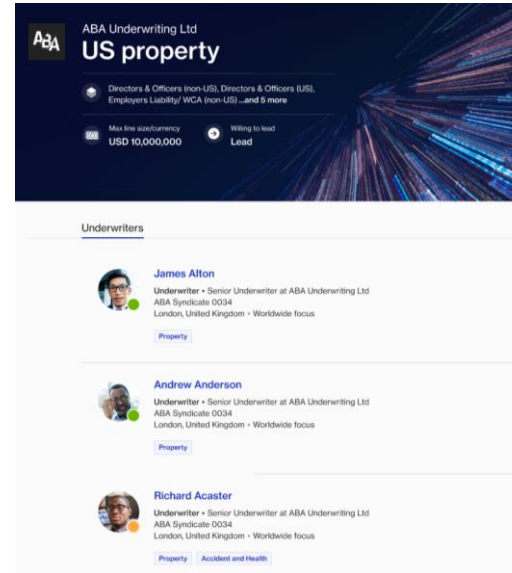 ABA
ABA Underwriting Ltd
US property
Directors & Officers (non-US), Directors & Officers (US),
Employers Liability/ WCA (non-US) ...and 5 more
Max line size/currency
USD 10,000,000
Willing to lead
Lead
Underwriters
James Alton
Underwriter • Senior Underwriter at ABA Underwriting Ltd
ABA Syndicate 0034
London, United Kingdom • Worldwide focus
Property
Andrew Anderson
Underwriter • Senior Underwriter at ABA Underwriting Ltd
ABA Syndicate 0034
London, United Kingdom • Worldwide focus
Property
Richard Acaster
Underwriter • Senior Underwriter at ABA Underwriting Ltd
ABA Syndicate 0034
London, United Kingdom • Worldwide focus
Property Accident and Health